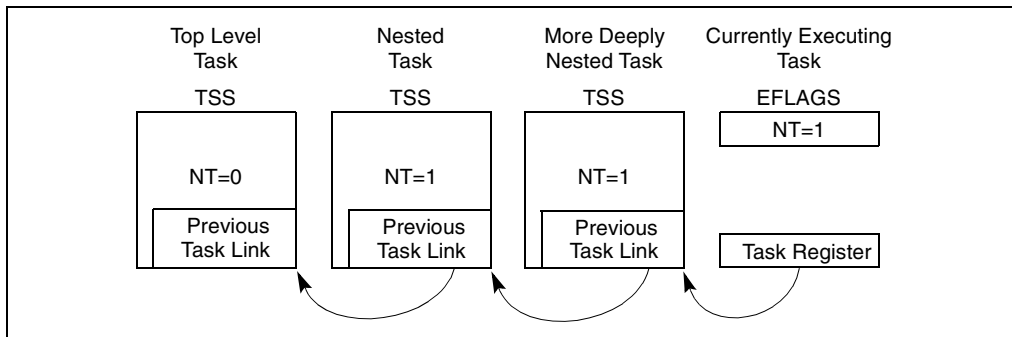 Top Level
Task
Nested
Task
More Deeply
Nested Task
Currently Executing
Task
TSS
TSS
TSS
EFLAGS
NT=1
NT=0
NT=1
NT=1
Previous
Task Link
Previous
Task Link
Previous
Task Link
Task Register